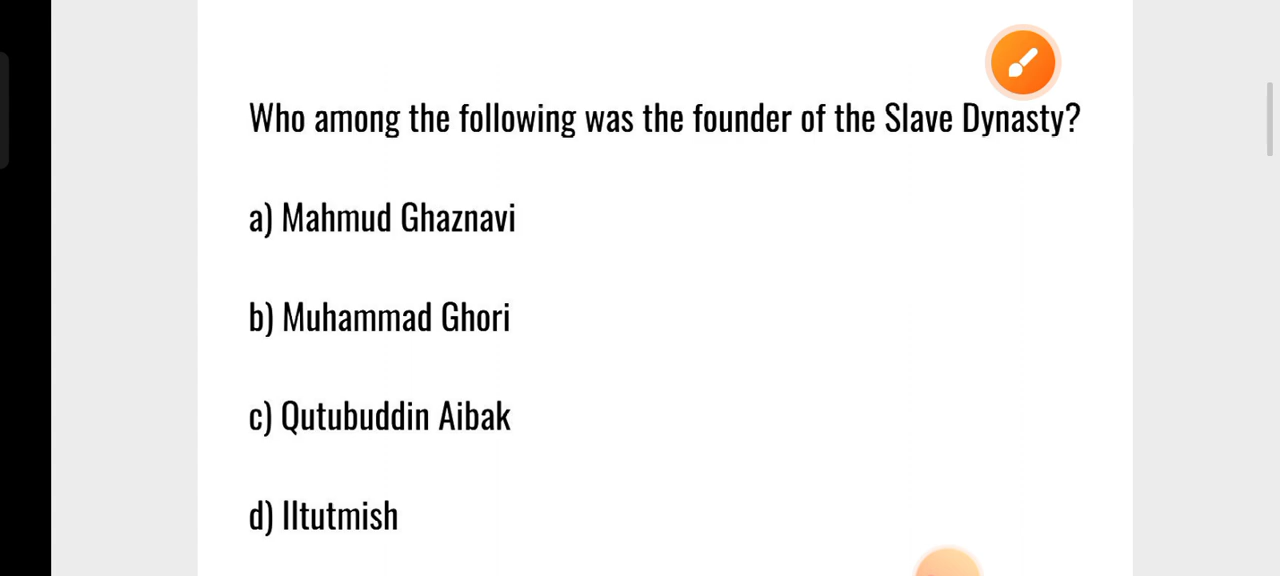 Who among the following was the founder of the Slave Dynasty?
a) Mahmud Ghaznavi
b) Muhammad Ghori
c) Qutubuddin Aibak
d) Iltutmish